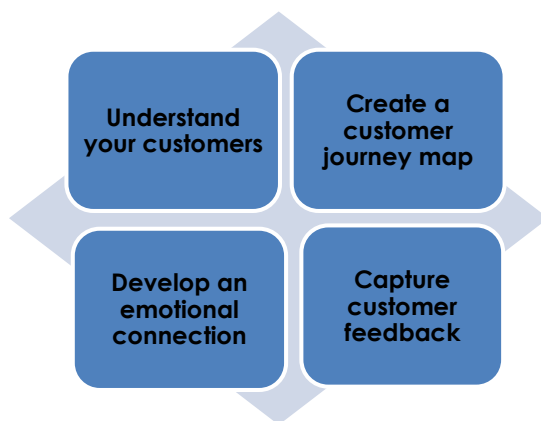 Understand
your customers
Create a
customer
journey map
Develop an
emotional
connection
Capture
customer
feedback